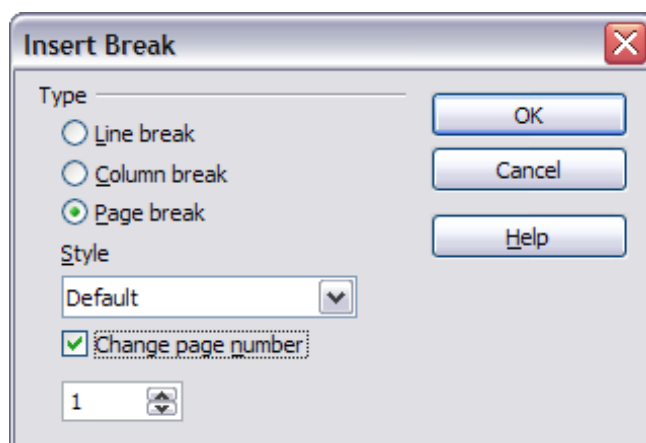 Insert Break
Type
Line break
Column break
Page break
Style
Default
Change page number
1
OK
Cancel
Help